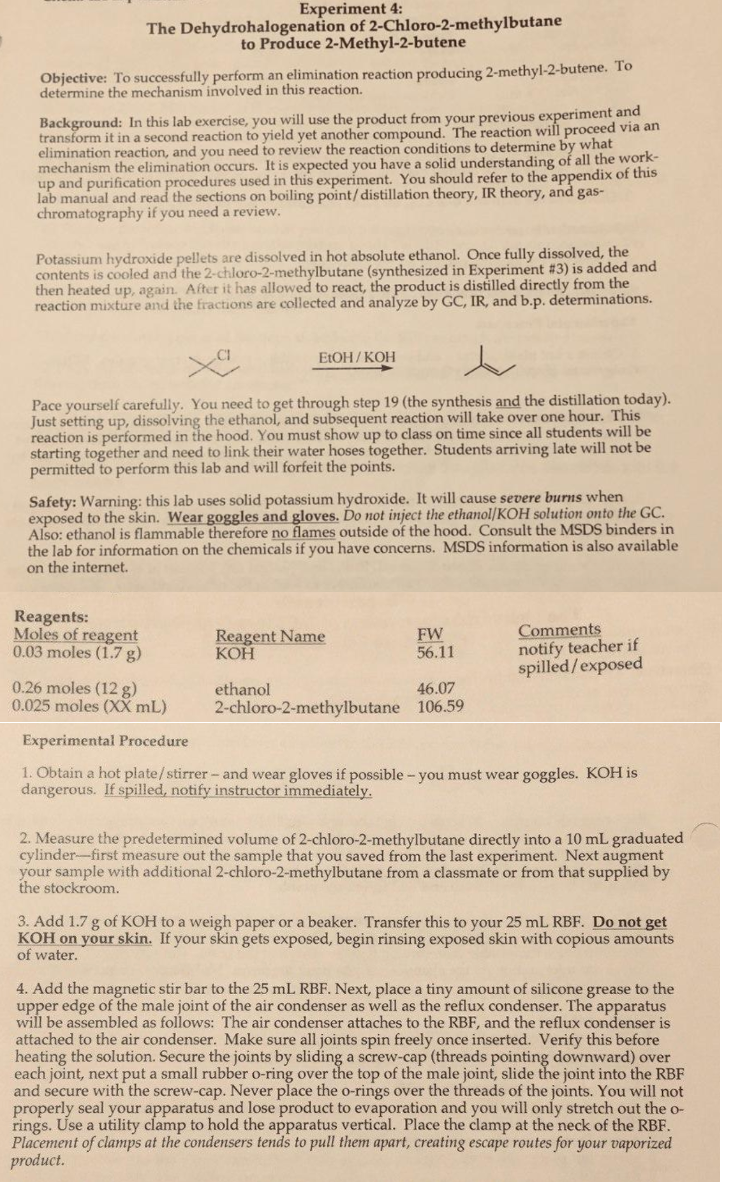 Experiment 4:
The Dehydrohalogenation of 2-Chloro-2-methylbutane
to Produce 2-Methyl-2-butene
Objective: To successfully perform an elimination reaction producing 2-methyl-2-butene. To
determine the mechanism involved in this reaction.
Background: In this lab exercise, you will use the product from your previous experiment and
transform it in a second reaction to yield yet another compound. The reaction will proceed via an
elimination reaction, and you need to review the reaction conditions to determine by what
mechanism the elimination occurs. It is expected you have a solid understanding of all the work-
up and purification procedures used in this experiment. You should refer to the appendix of this
lab manual and read the sections on boiling point/distillation theory, IR theory, and gas-
chromatography if you need a review.
Potassium hydroxide pellets are dissolved in hot absolute ethanol. Once fully dissolved, the
contents is cooled and the 2-chloro-2-methylbutane (synthesized in Experiment #3) is added and
then heated up, again. After it has allowed to react, the product is distilled directly from the
reaction mixture and the fractions are collected and analyze by GC, IR, and b.p. determinations.
Cl
EtOH/KOH
Pace yourself carefully. You need to get through step 19 (the synthesis and the distillation today).
Just setting up, dissolving the ethanol, and subsequent reaction will take over one hour. This
reaction is performed in the hood. You must show up to class on time since all students will be
starting together and need to link their water hoses together. Students arriving late will not be
permitted to perform this lab and will forfeit the points.
Safety: Warning: this lab uses solid potassium hydroxide. It will cause severe burns when
exposed to the skin. Wear goggles and gloves. Do not inject the ethanol/KOH solution onto the GC.
Also: ethanol is flammable therefore no flames outside of the hood. Consult the MSDS binders in
the lab for information on the chemicals if you have concerns. MSDS information is also available
on the internet.
Reagents:
Moles of reagent Reagent Name FW Comments
0.03 moles (1.7 g) KOH 56.11 notify teacher if
spilled/exposed
0.26 moles (12 g) ethanol 46.07
0.025 moles (XX mL) 2-chloro-2-methylbutane 106.59
Experimental Procedure
1. Obtain a hot plate/stirrer – and wear gloves if possible – you must wear goggles. KOH is
dangerous. If spilled, notify instructor immediately.
2. Measure the predetermined volume of 2-chloro-2-methylbutane directly into a 10 mL graduated
cylinder—first measure out the sample that you saved from the last experiment. Next augment
your sample with additional 2-chloro-2-methylbutane from a classmate or from that supplied by
the stockroom.
3. Add 1.7 g of KOH to a weigh paper or a beaker. Transfer this to your 25 mL RBF. Do not get
KOH on your skin. If your skin gets exposed, begin rinsing exposed skin with copious amounts
of water.
4. Add the magnetic stir bar to the 25 mL RBF. Next, place a tiny amount of silicone grease to the
upper edge of the male joint of the air condenser as well as the reflux condenser. The apparatus
will be assembled as follows: The air condenser attaches to the RBF, and the reflux condenser is
attached to the air condenser. Make sure all joints spin freely once inserted. Verify this before
heating the solution. Secure the joints by sliding a screw-cap (threads pointing downward) over
each joint, next put a small rubber o-ring over the top of the male joint, slide the joint into the RBF
and secure with the screw-cap. Never place the o-rings over the threads of the joints. You will not
properly seal your apparatus and lose product to evaporation and you will only stretch out the o-
rings. Use a utility clamp to hold the apparatus vertical. Place the clamp at the neck of the RBF.
Placement of clamps at the condensers tends to pull them apart, creating escape routes for your vaporized
product.